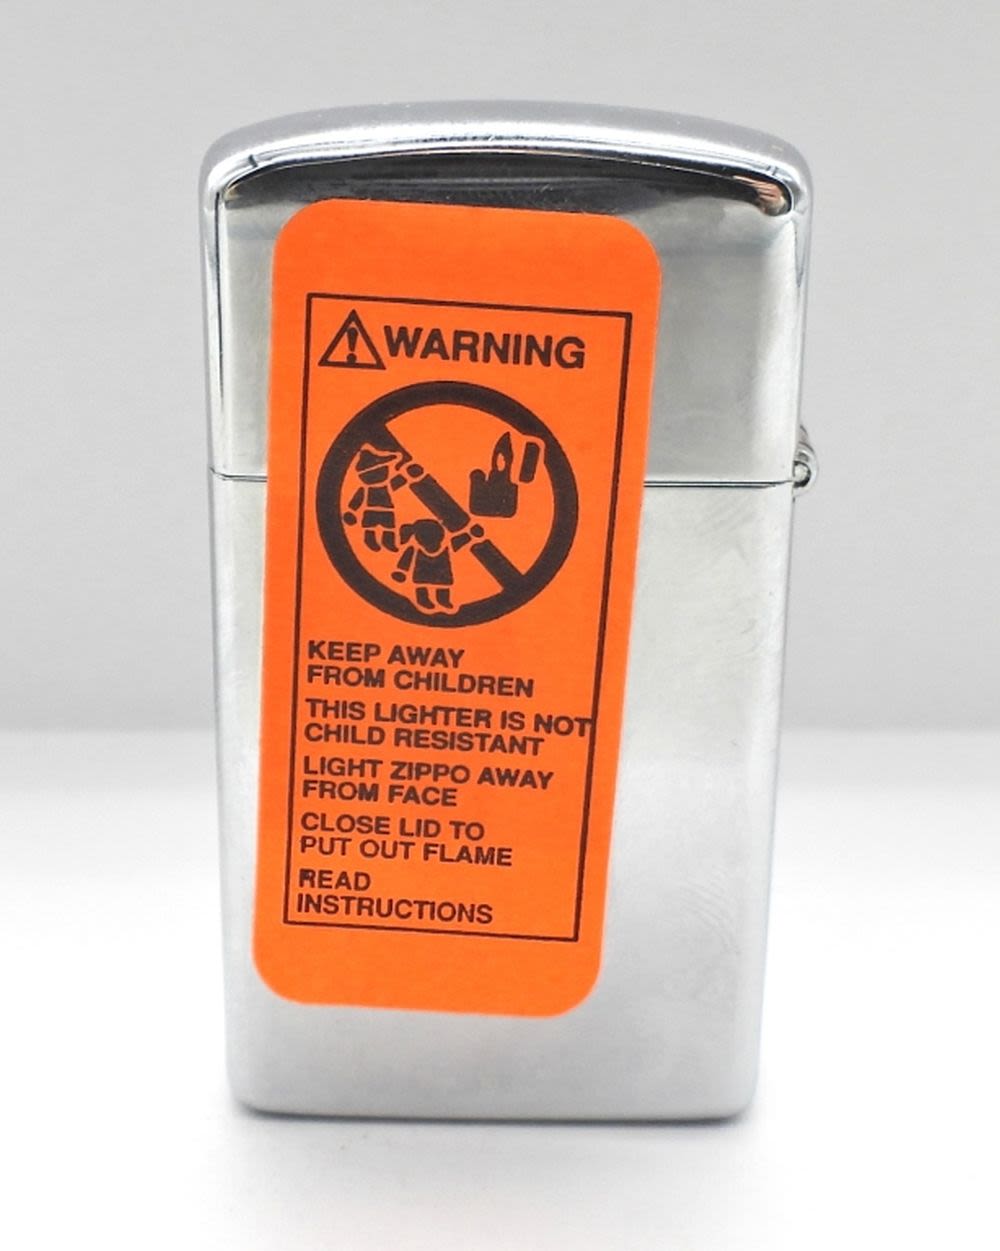 WARNING
KEEP AWAY
FROM CHILDREN
THIS LIGHTER IS NOT
CHILD RESISTANT
LIGHT ZIPPO AWAY
FROM FACE
CLOSE LID TO
PUT OUT FLAME
READ
INSTRUCTIONS